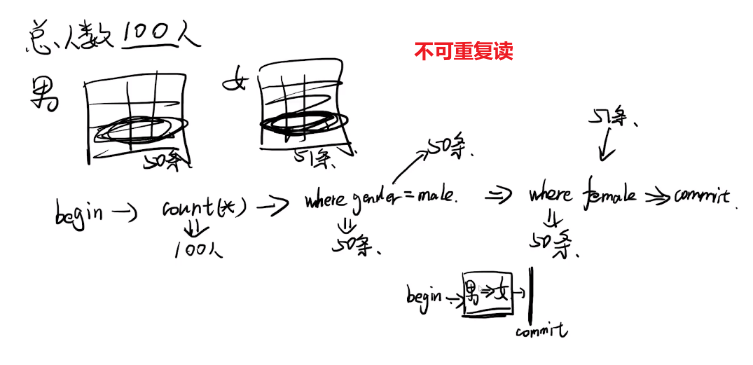 总人数100人
不可重复读
男
女
50条
51条
50条、
51条、
begin → count(*) → where gender = male. ⇒ where female ⇒ commit.
100人
50条、
50条、
begin → 男⇒女 →
commit